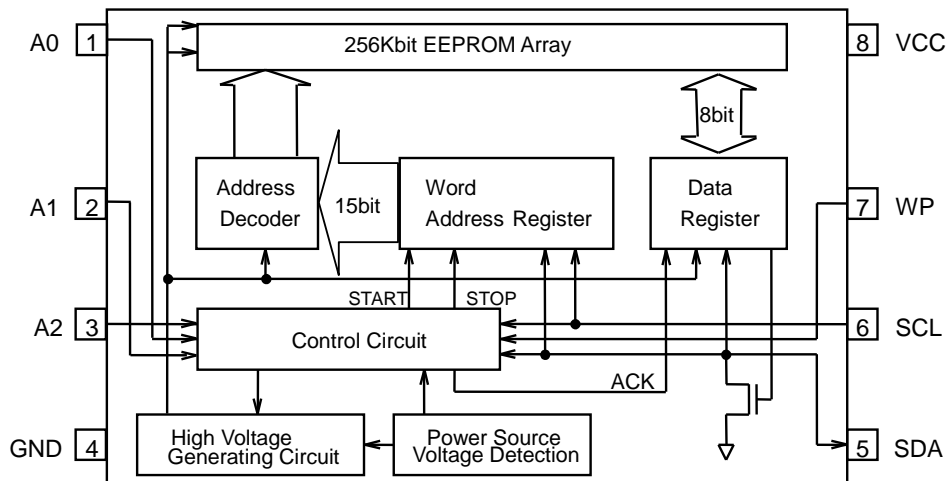 A0
1
256Kbit EEPROM Array
8
VCC
8bit
A1
2
Address
Decoder
15bit
Word
Address Register
Data
Register
7
WP
START
STOP
A2
3
Control Circuit
6
SCL
ACK
GND
4
High Voltage
Generating Circuit
Power Source
Voltage Detection
5
SDA